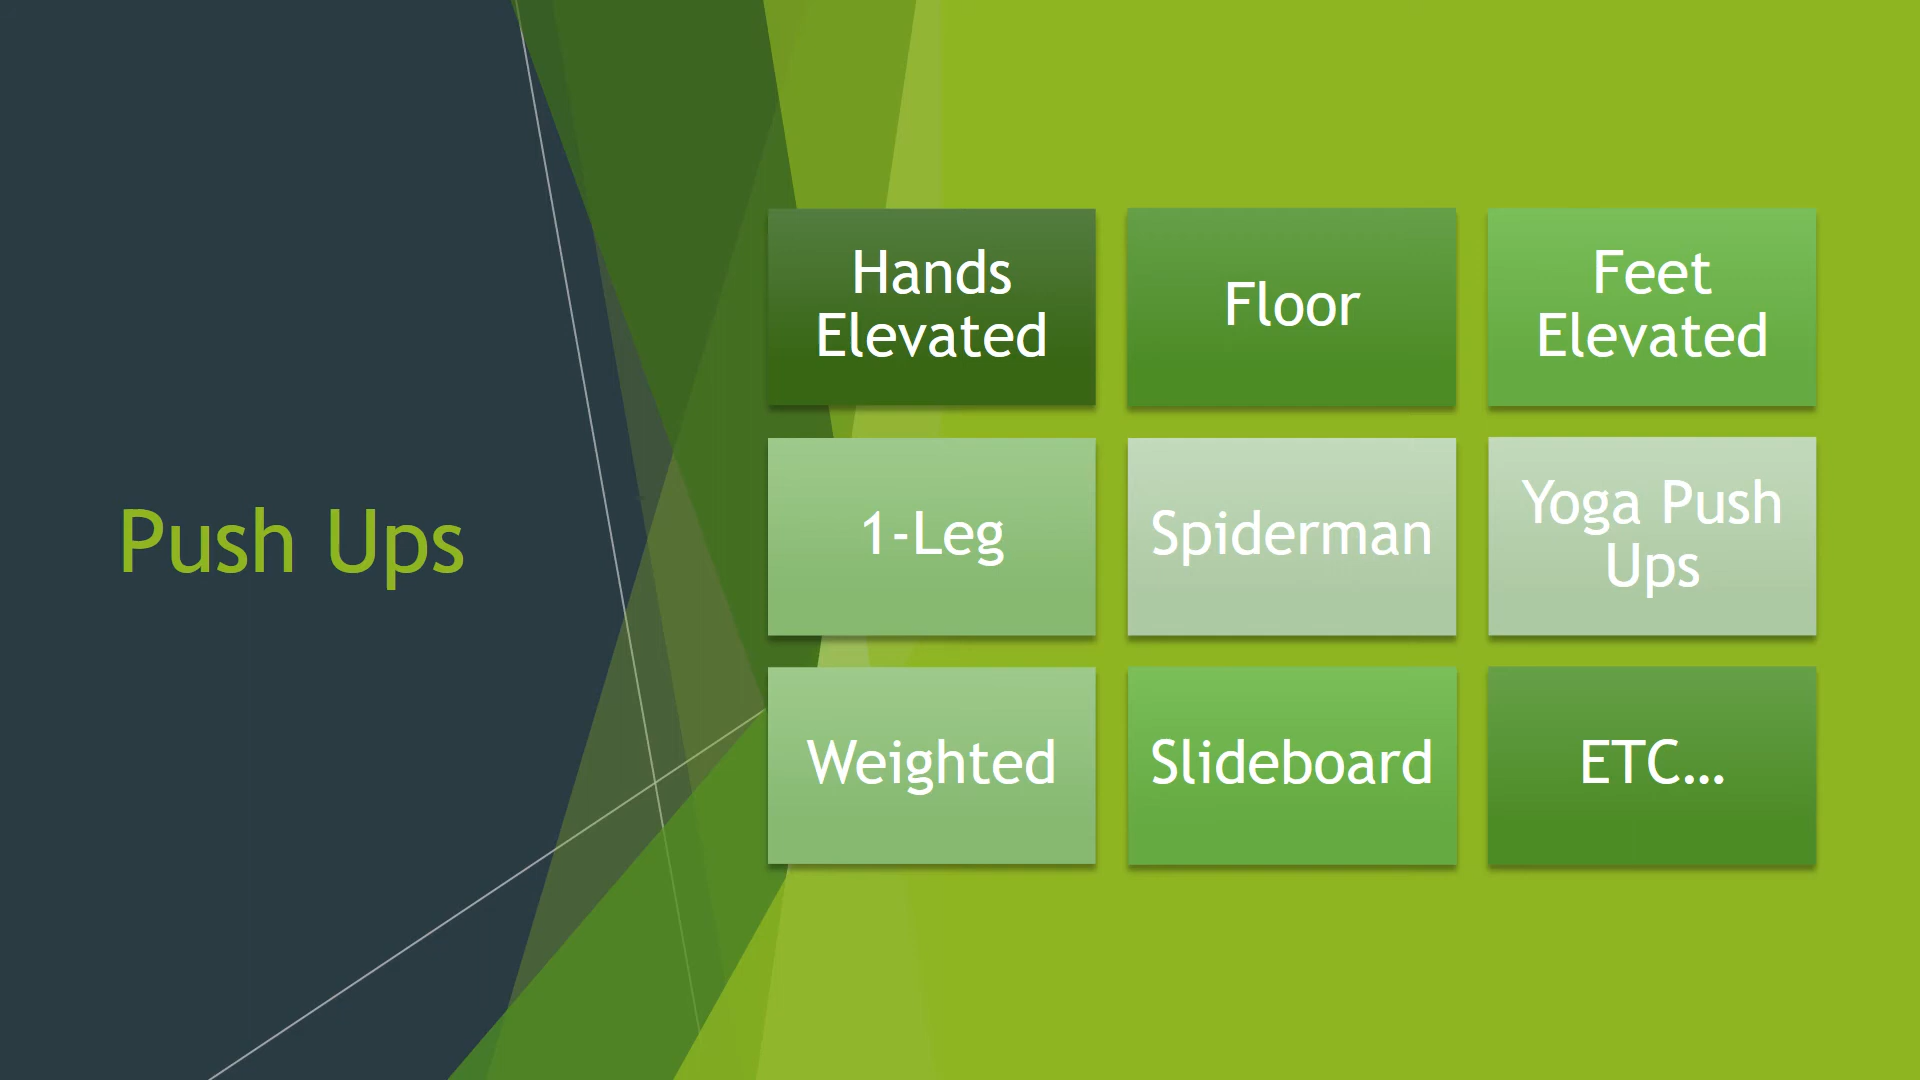 Push Ups
Hands
Elevated
Floor
Feet
Elevated
1-Leg
Spiderman
Yoga Push
Ups
Weighted
Slideboard
ETC...